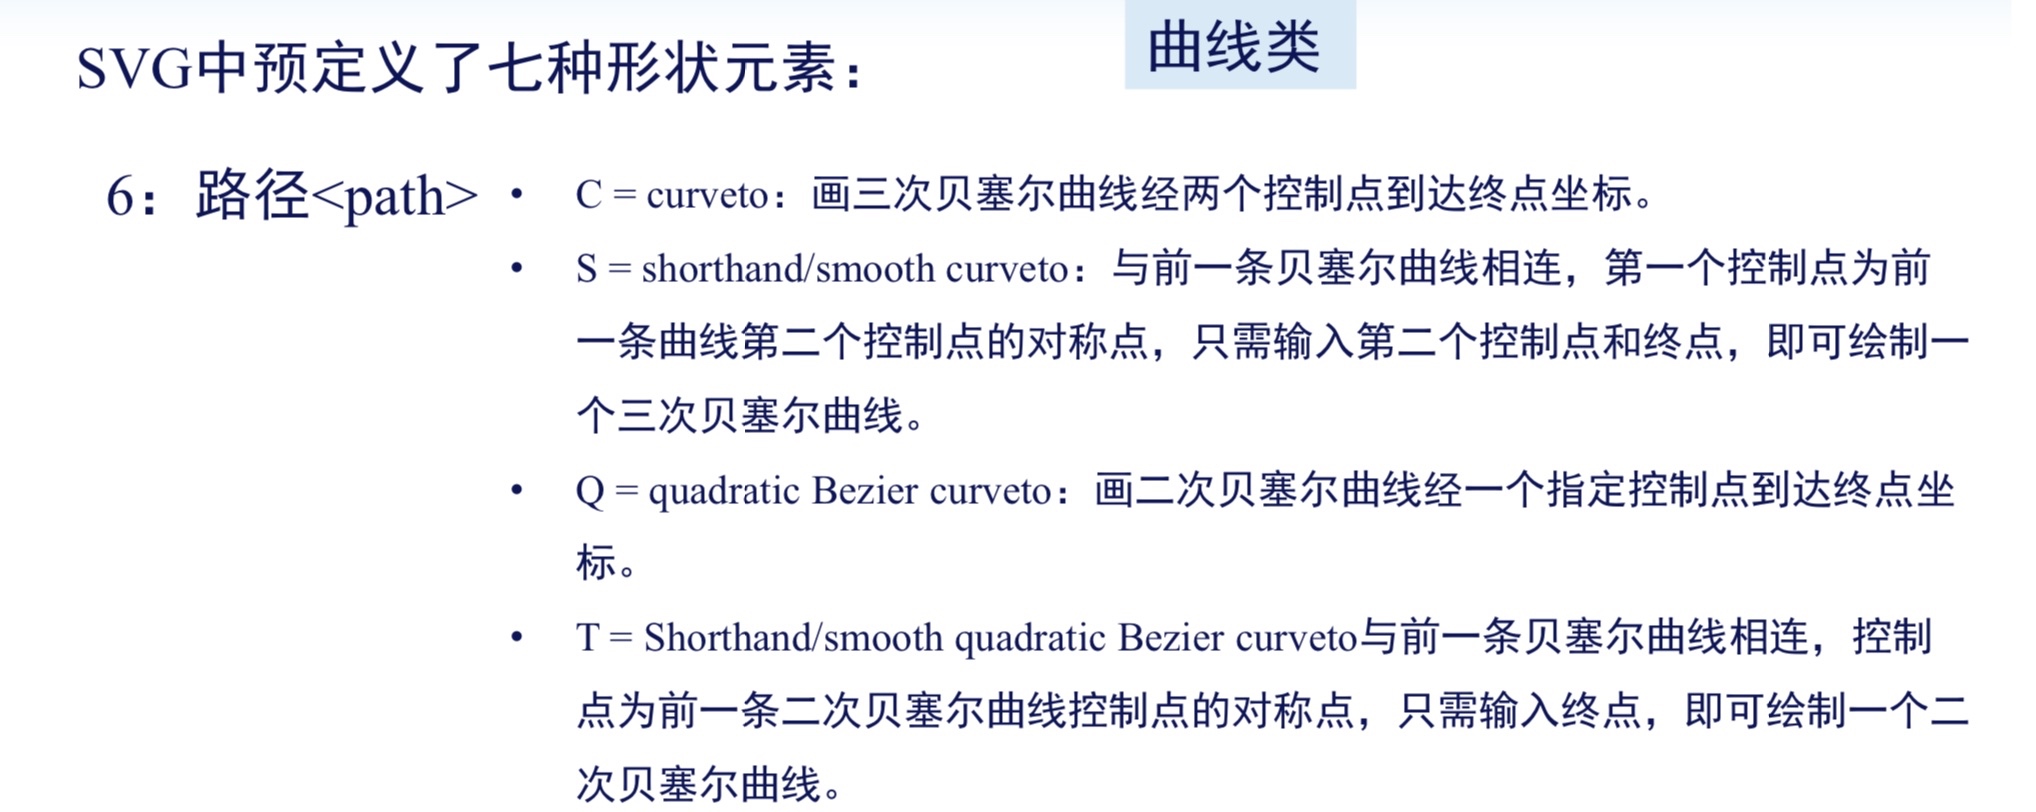 曲线类
SVG中预定义了七种形状元素：
6：路径<path>
• C = curveto：画三次贝塞尔曲线经两个控制点到达终点坐标。
• S = shorthand/smooth curveto：与前一条贝塞尔曲线相连，第一个控制点为前
一条曲线第二个控制点的对称点，只需输入第二个控制点和终点，即可绘制一
个三次贝塞尔曲线。
• Q = quadratic Bezier curveto：画二次贝塞尔曲线经一个指定控制点到达终点坐
标。
• T = Shorthand/smooth quadratic Bezier curveto与前一条贝塞尔曲线相连，控制
点为前一条二次贝塞尔曲线控制点的对称点，只需输入终点，即可绘制一个二
次贝塞尔曲线。